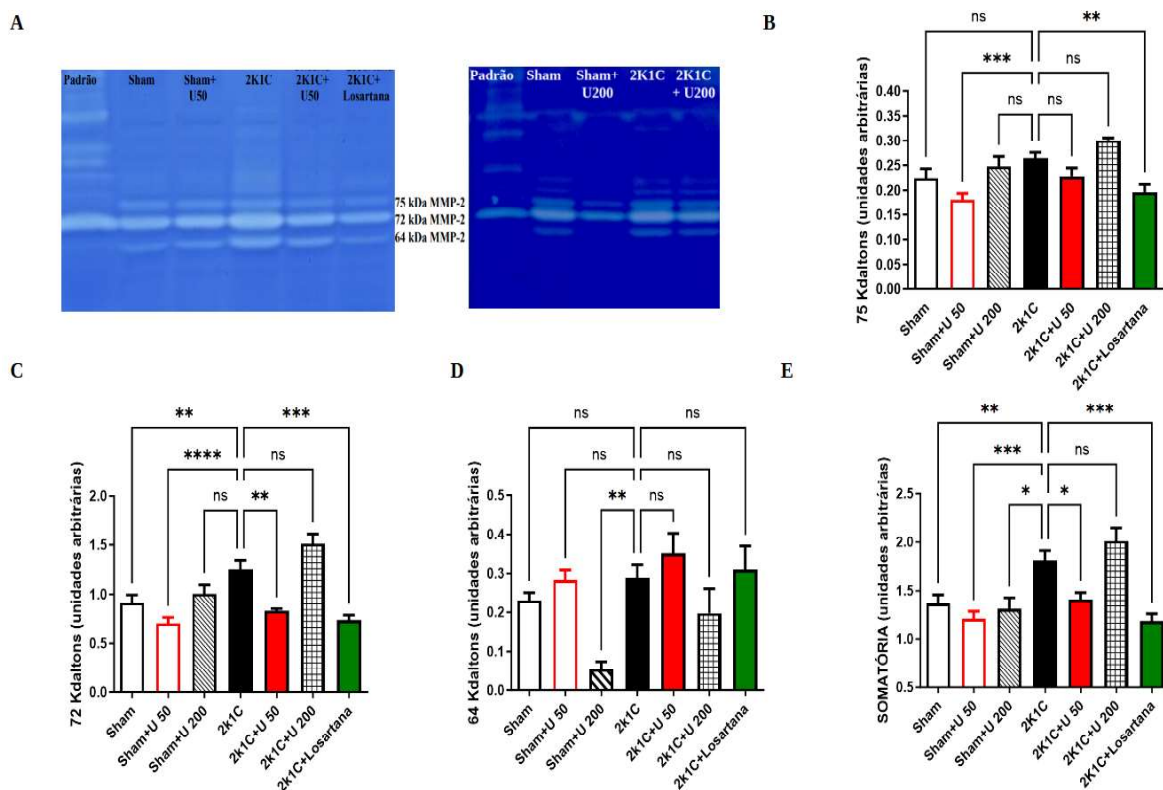 A
Padrão Sham Sham+ 2K1C 2K1C+ 2K1C+
U50 U50 Losartana
75 kDa MMP-2
72 kDa MMP-2
64 kDa MMP-2
Padrão Sham Sham+ 2K1C 2K1C
U200 + U200
B
ns **
*** ns
ns ns
75 Kdaltons (unidades arbitrárias)
0.40
0.35
0.30
0.25
0.20
0.15
0.10
0.05
0.00
Sham
Sham+U 50
Sham+U 200
2k1C
2k1C+U 50
2k1C+U 200
2k1C+Losartana
C
** ***
**** ns
ns **
72 Kdaltons (unidades arbitrárias)
2.0
1.5
1.0
0.5
0.0
Sham
Sham+U 50
Sham+U 200
2k1C
2k1C+U 50
2k1C+U 200
2k1C+Losartana
D
ns ns
ns ns
** ns
64 Kdaltons (unidades arbitrárias)
0.5
0.4
0.3
0.2
0.1
0.0
Sham
Sham+U 50
Sham+U 200
2k1C
2k1C+U 50
2k1C+U 200
2k1C+Losartana
E
** ***
*** ns
* *
SOMATÓRIA (unidades arbitrárias)
2.5
2.0
1.5
1.0
0.5
Sham
Sham+U 50
Sham+U 200
2k1C
2K1C+U 50
2K1C+U 200
2k1C+Losartana